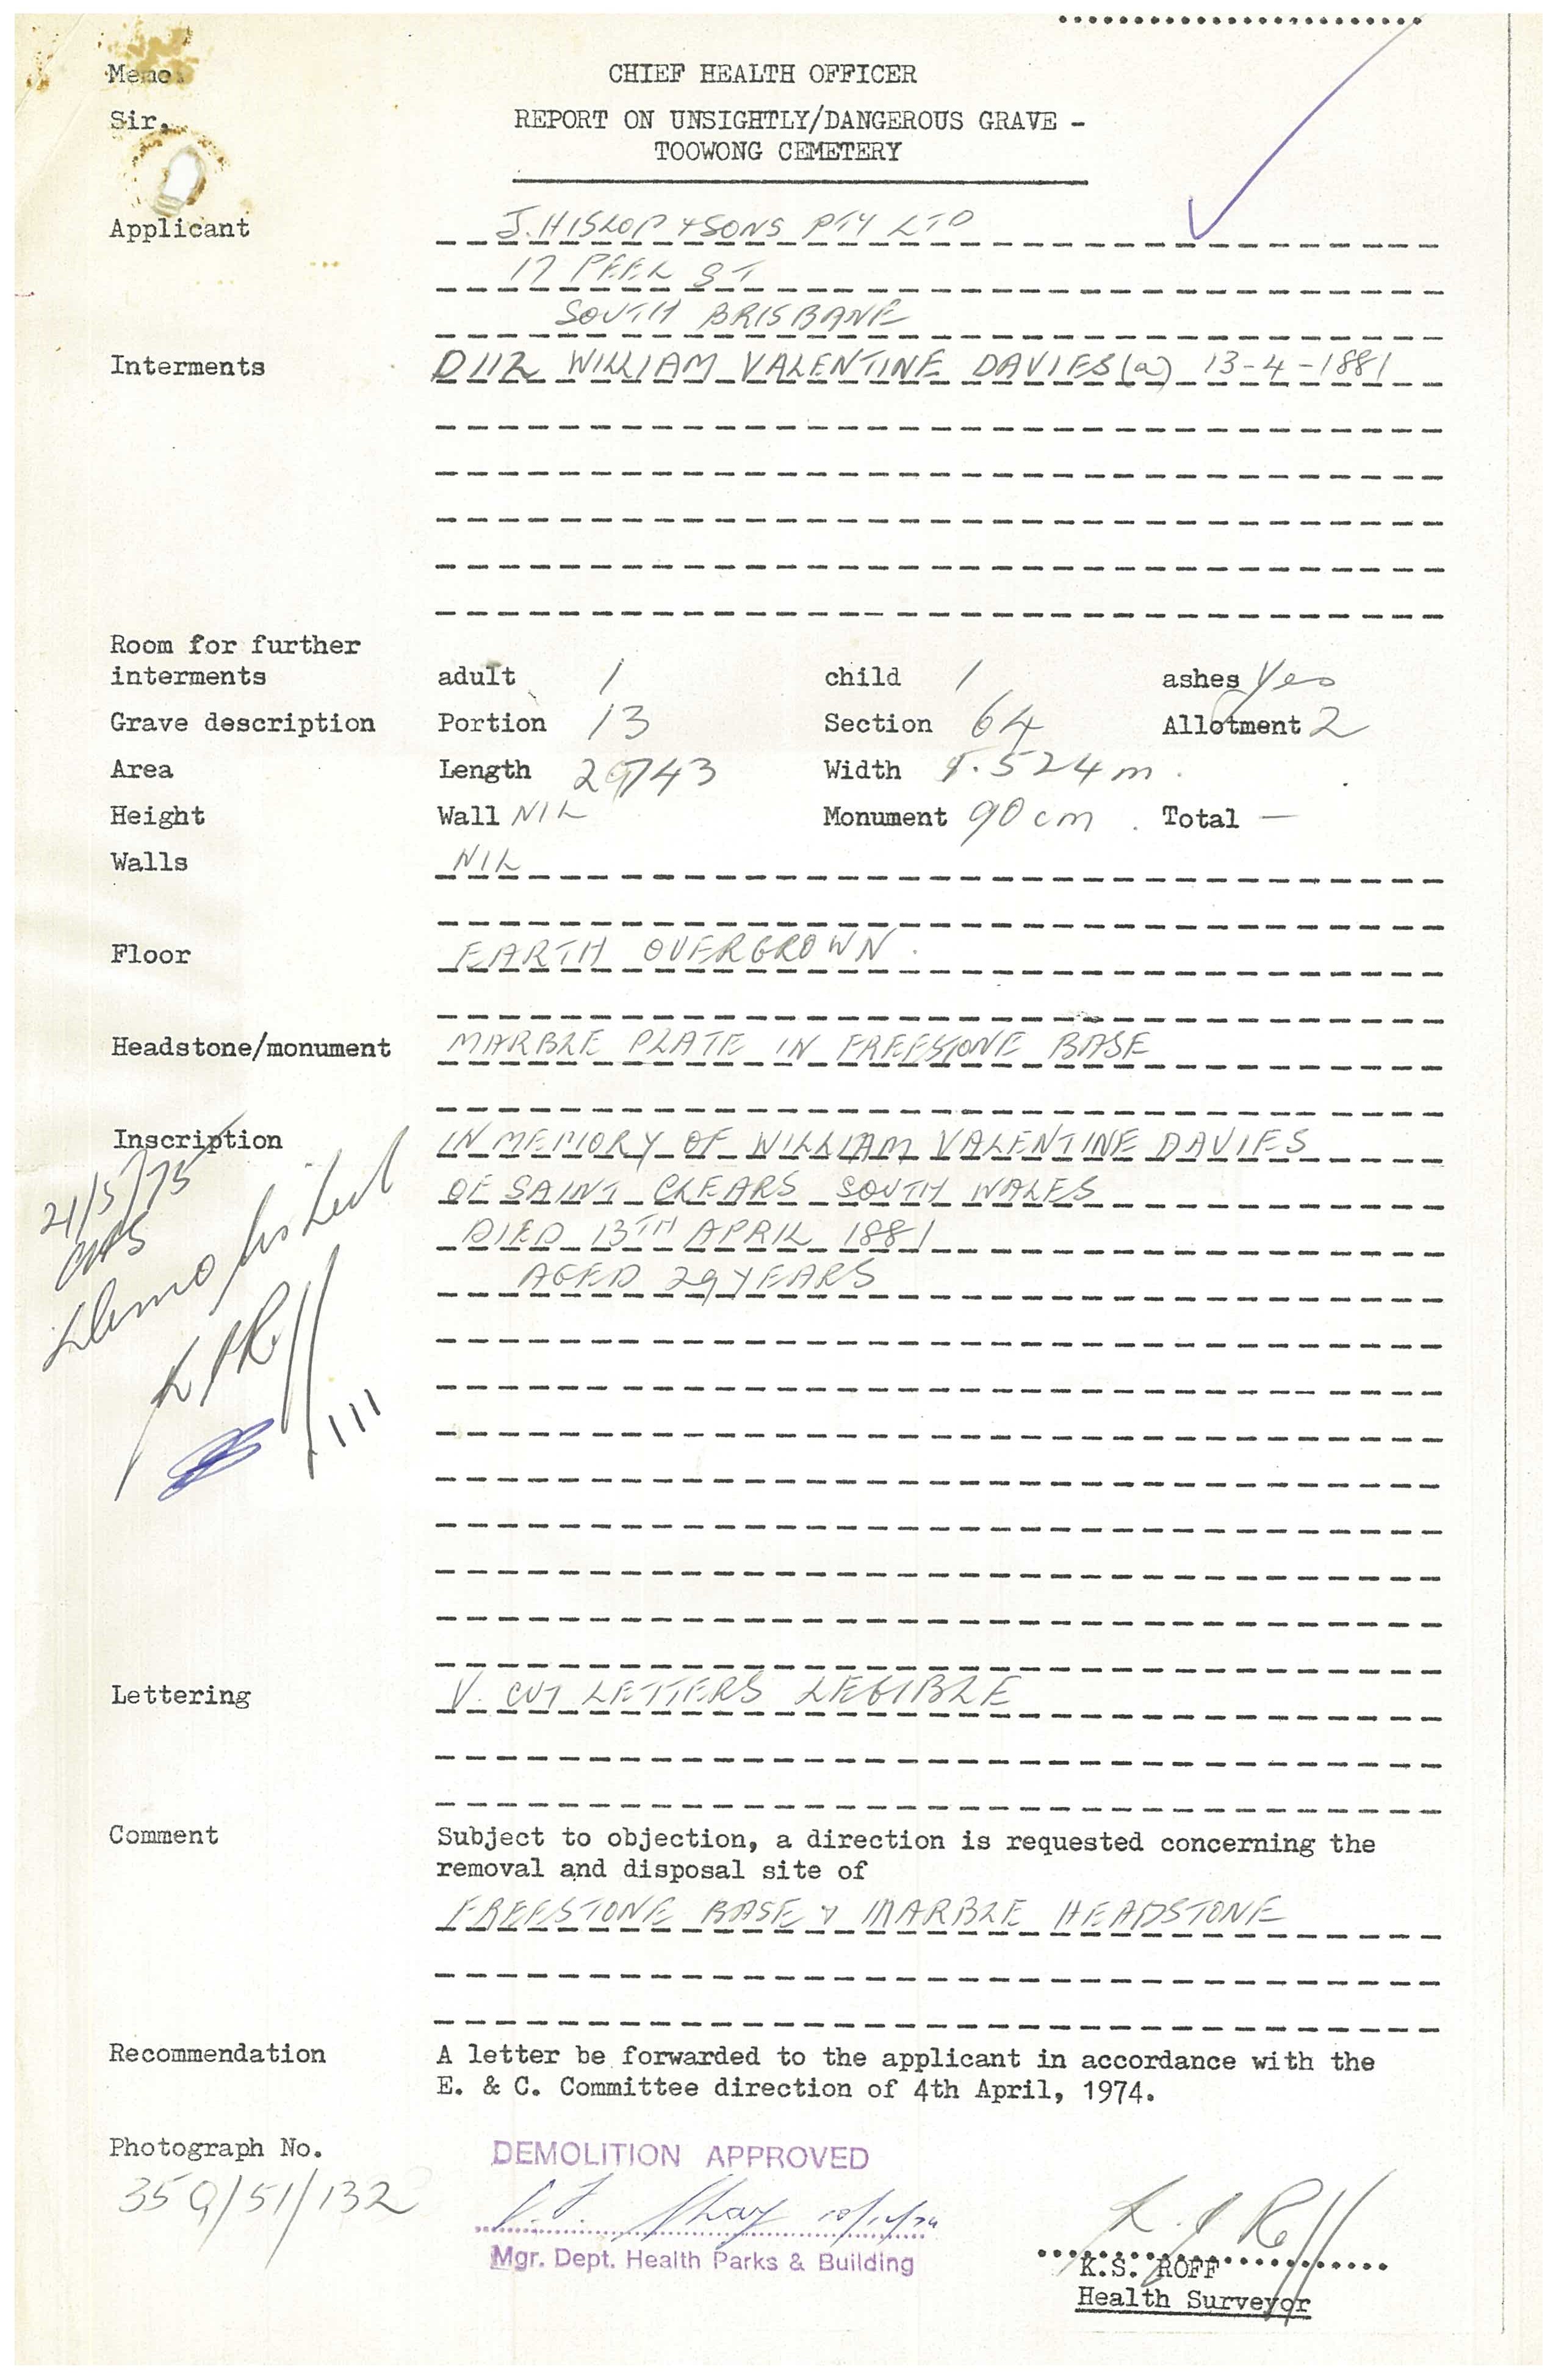 Memo.
CHIEF HEALTH OFFICER
Sir,
REPORT ON UNSIGHTLY/DANGEROUS GRAVE -
TOOWONG CEMETERY
Applicant J. HISLOP & SONS PTY LTD
17 PEEL ST
SOUTH BRISBANE
Interments D112 WILLIAM VALENTINE DAVIES (a) 13-4-1881
Room for further
interments adult 1 child 1 ashes Yes
Grave description Portion 13 Section 64 Allotment 2
Area Length 2.743 Width 1.524 m.
Height Wall NIL Monument 90 cm. Total —
Walls NIL
Floor EARTH OVERGROWN.
Headstone/monument MARBLE PLATE IN FREESTONE BASE
Inscription IN MEMORY OF WILLIAM VALENTINE DAVIES
OF SAINT CLEARS SOUTH WALES
DIED 13TH APRIL 1881
AGED 29 YEARS
21/5/75
demolished
Lettering V. CUT LETTERS LEGIBLE
Comment Subject to objection, a direction is requested concerning the
removal and disposal site of
FREESTONE BASE & MARBLE HEADSTONE
Recommendation A letter be forwarded to the applicant in accordance with the
E. & C. Committee direction of 4th April, 1974.
Photograph No. DEMOLITION APPROVED
35Q/51/132
Mgr. Dept. Health Parks & Building
K.S. ROFF
Health Surveyor